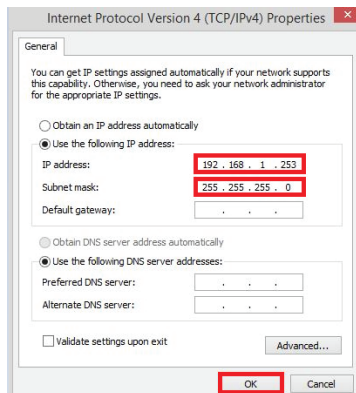 Internet Protocol Version 4 (TCP/IPv4) Properties
General
You can get IP settings assigned automatically if your network supports
this capability. Otherwise, you need to ask your network administrator
for the appropriate IP settings.
Obtain an IP address automatically
Use the following IP address:
IP address: 192 . 168 . 1 . 253
Subnet mask: 255 . 255 . 255 . 0
Default gateway: . . .
Obtain DNS server address automatically
Use the following DNS server addresses:
Preferred DNS server: . . .
Alternate DNS server: . . .
Validate settings upon exit
Advanced...
OK Cancel